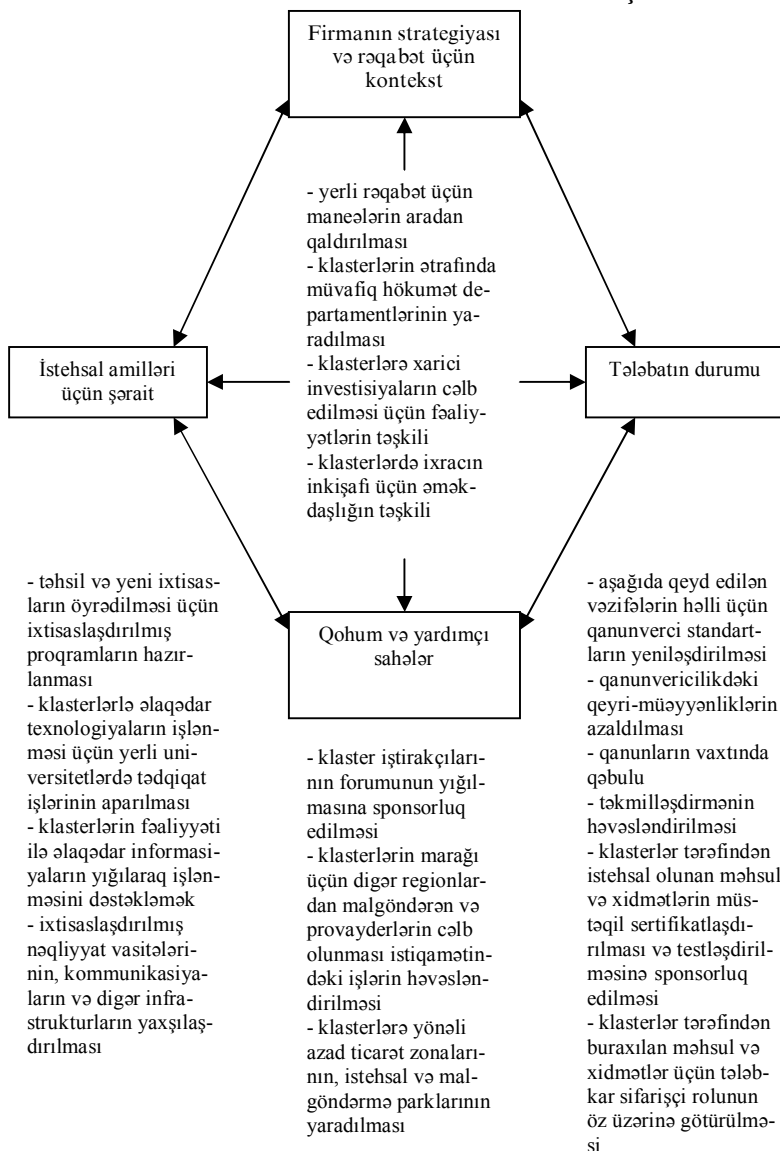 Firmanın strategiyası
və rəqabət üçün
kontekst
- yerli rəqabət üçün
maneələrin aradan
qaldırılması
- klasterlərin ətrafında
müvafiq hökumət de-
partamentlərinin ya-
radılması
- klasterlərə xarici
investisiyaların cəlb
edilməsi üçün fəaliy-
yətlərin təşkili
- klasterlərdə ixracın
inkişafı üçün əmək-
daşlığın təşkili
İstehsal amilləri
üçün şərait
Tələbatın durumu
Qohum və yardımçı
sahələr
- təhsil və yeni ixtisas-
ların öyrədilməsi üçün
ixtisaslaşdırılmış
proqramların hazır-
lanması
- klasterlərlə əlaqədar
texnologiyaların işlən-
məsi üçün yerli uni-
versitetlərdə tədqiqat
işlərinin aparılması
- klasterlərin fəaliyyəti
ilə əlaqədar informasi-
yaların yığılaraq işlən-
məsini dəstəkləmək
- ixtisaslaşdırılmış
nəqliyyat vasitələri-
nin, kommunikasiya-
ların və digər infra-
strukturların yaxşılaş-
dırılması
- klaster iştirakçıları-
nın forumunun yığıl-
masına sponsorluq
edilməsi
- klasterlərin marağı
üçün digər regionlar-
dan malgöndərən və
provayderlərin cəlb
olunması istiqamətin-
dəki işlərin həvəslən-
dirilməsi
- klasterlərə yönəli
azad ticarət zonaları-
nın, istehsal və mal-
göndərmə parklarının
yaradılması
- aşağıda qeyd edilən
vəzifələrin həlli üçün
qanunverci standart-
ların yeniləşdirilməsi
- qanunvericilikdəki
qeyri-müəyyənliklərin
azaldılması
- qanunların vaxtında
qəbulu
- təkmilləşdirmənin
həvəsləndirilməsi
- klasterlər tərəfindən
istehsal olunan məhsul
və xidmətlərin müs-
təqil sertifikatlaşdı-
rılması və testləşdiril-
məsinə sponsorluq
edilməsi
- klasterlər tərəfindən
buraxılan məhsul və
xidmətlər üçün tələb-
kar sifarişçi rolunun
öz üzərinə götürülmə-
si